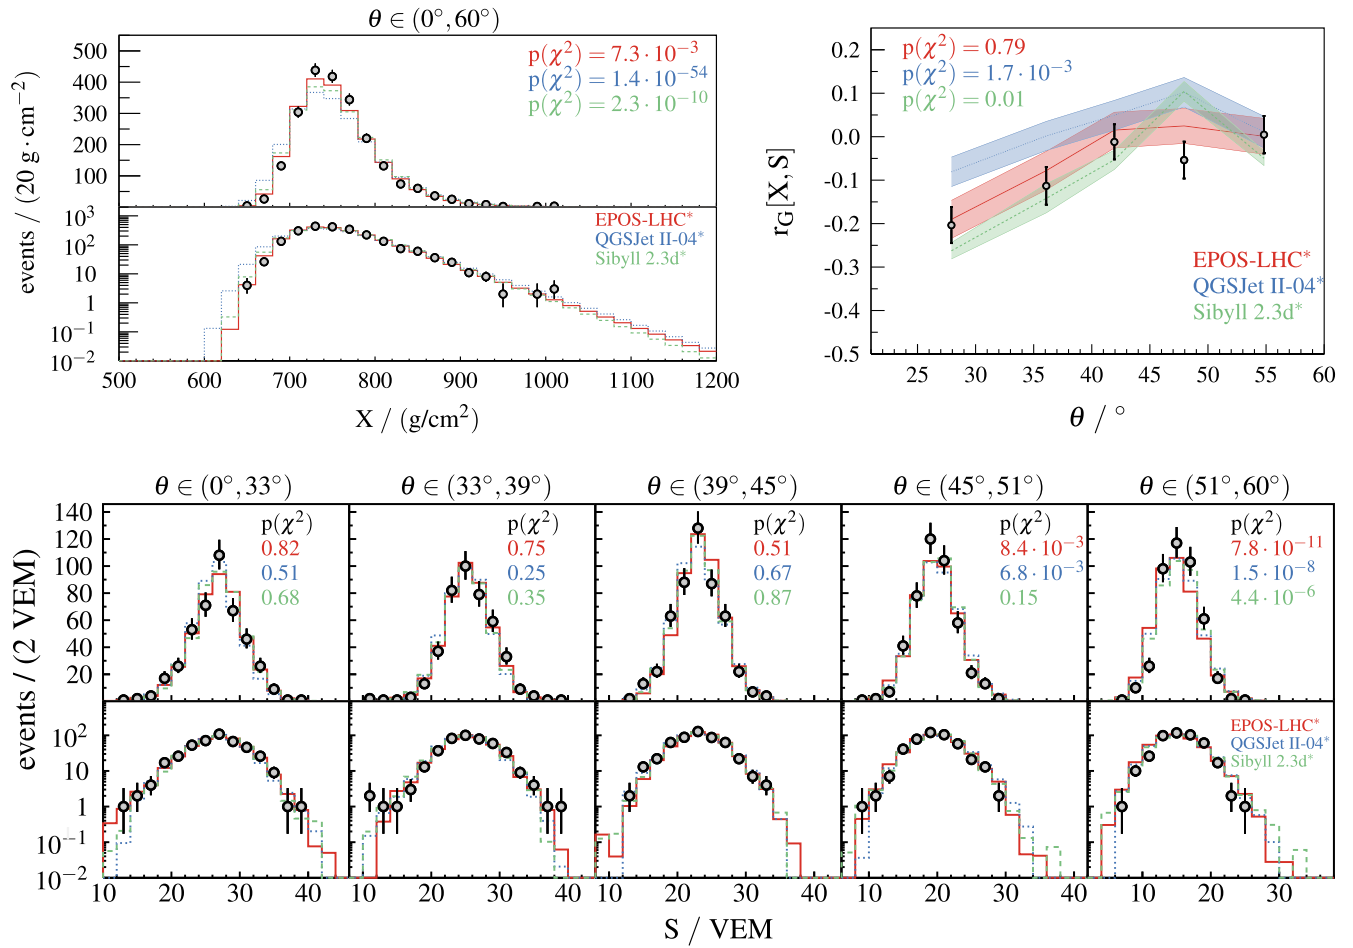 θ ∈ (0°, 60°)
events / (20 g · cm⁻²)
500
400
300
200
100
p(χ²) = 7.3 · 10⁻³
p(χ²) = 1.4 · 10⁻⁵⁴
p(χ²) = 2.3 · 10⁻¹⁰
10³
10²
10
1
10⁻¹
10⁻²
EPOS-LHC*
QGSJet II-04*
Sibyll 2.3d*
500 600 700 800 900 1000 1100 1200
X / (g/cm²)
r_G[X, S]
0.2
0.1
0.0
-0.1
-0.2
-0.3
-0.4
-0.5
p(χ²) = 0.79
p(χ²) = 1.7 · 10⁻³
p(χ²) = 0.01
EPOS-LHC*
QGSJet II-04*
Sibyll 2.3d*
25 30 35 40 45 50 55 60
θ / °
θ ∈ (0°, 33°) θ ∈ (33°, 39°) θ ∈ (39°, 45°) θ ∈ (45°, 51°) θ ∈ (51°, 60°)
events / (2 VEM)
140
120
100
80
60
40
20
p(χ²)
0.82
0.51
0.68
p(χ²)
0.75
0.25
0.35
p(χ²)
0.51
0.67
0.87
p(χ²)
8.4 · 10⁻³
6.8 · 10⁻³
0.15
p(χ²)
7.8 · 10⁻¹¹
1.5 · 10⁻⁸
4.4 · 10⁻⁶
10²
10
1
10⁻¹
10⁻²
EPOS-LHC*
QGSJet II-04*
Sibyll 2.3d*
10 20 30 40 10 20 30 40 10 20 30 40 10 20 30 40 10 20 30
S / VEM